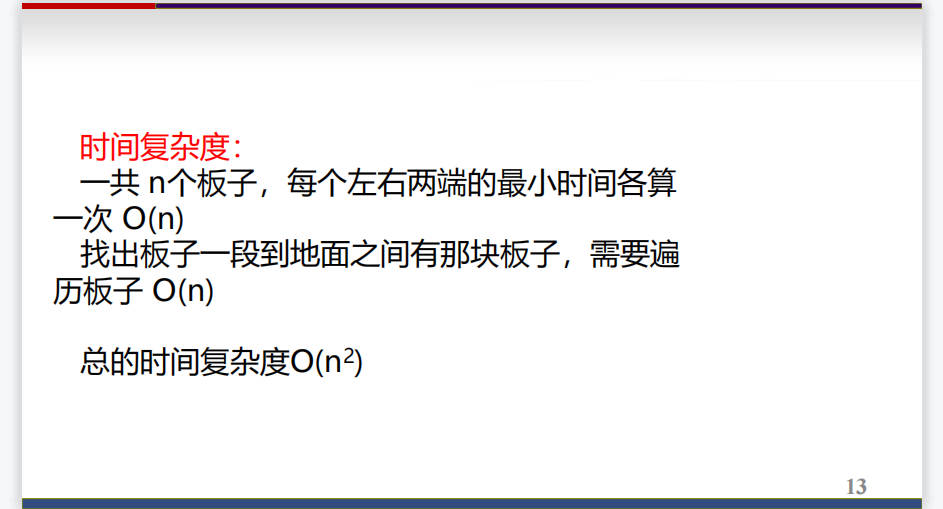 时间复杂度：
一共 n个板子，每个左右两端的最小时间各算
一次 O(n)
找出板子一段到地面之间有那块板子，需要遍
历板子 O(n)
总的时间复杂度O(n²)
13